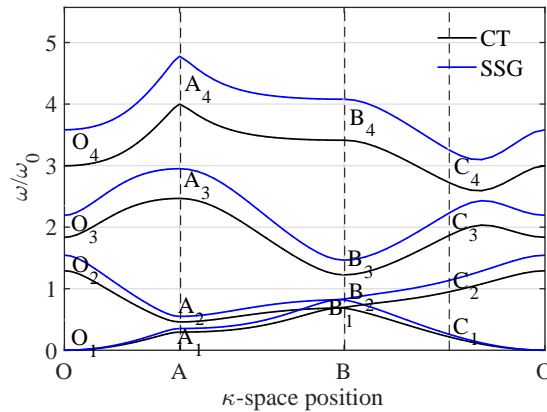 5
4
3
2
1
0
ω/ω₀
CT
SSG
O₄
A₄
B₄
C₄
O₃
A₃
B₃
C₃
O₂
A₂
B₂
C₂
O₁
A₁
B₁
C₁
O
A
B
O
κ-space position